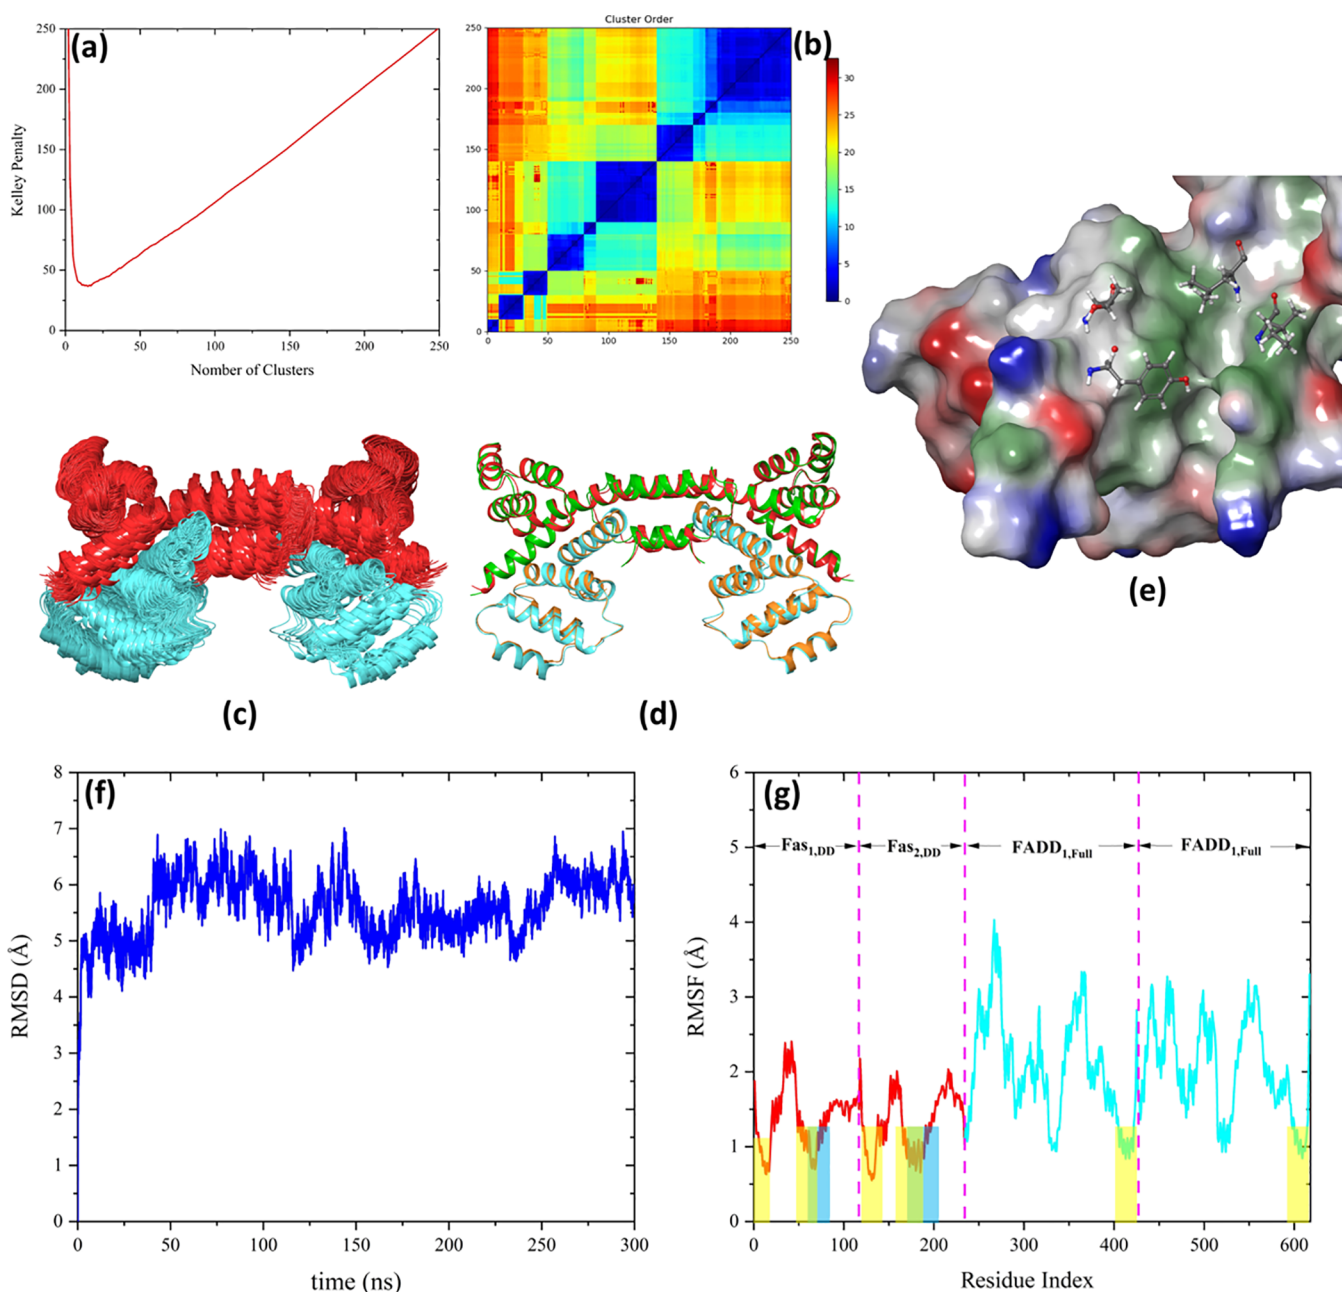 (a)
250
200
150
100
50
0
Kelley Penalty
0 50 100 150 200 250
Nomber of Clusters
Cluster Order
(b)
250
200
150
100
50
0
0 50 100 150 200 250
30
25
20
15
10
5
0
(c)
(d)
(e)
(f)
8
7
6
5
4
3
2
1
0
RMSD (Å)
0 50 100 150 200 250 300
time (ns)
(g)
6
5
4
3
2
1
0
RMSF (Å)
Fas1,DD Fas2,DD FADD1,Full FADD1,Full
0 100 200 300 400 500 600
Residue Index